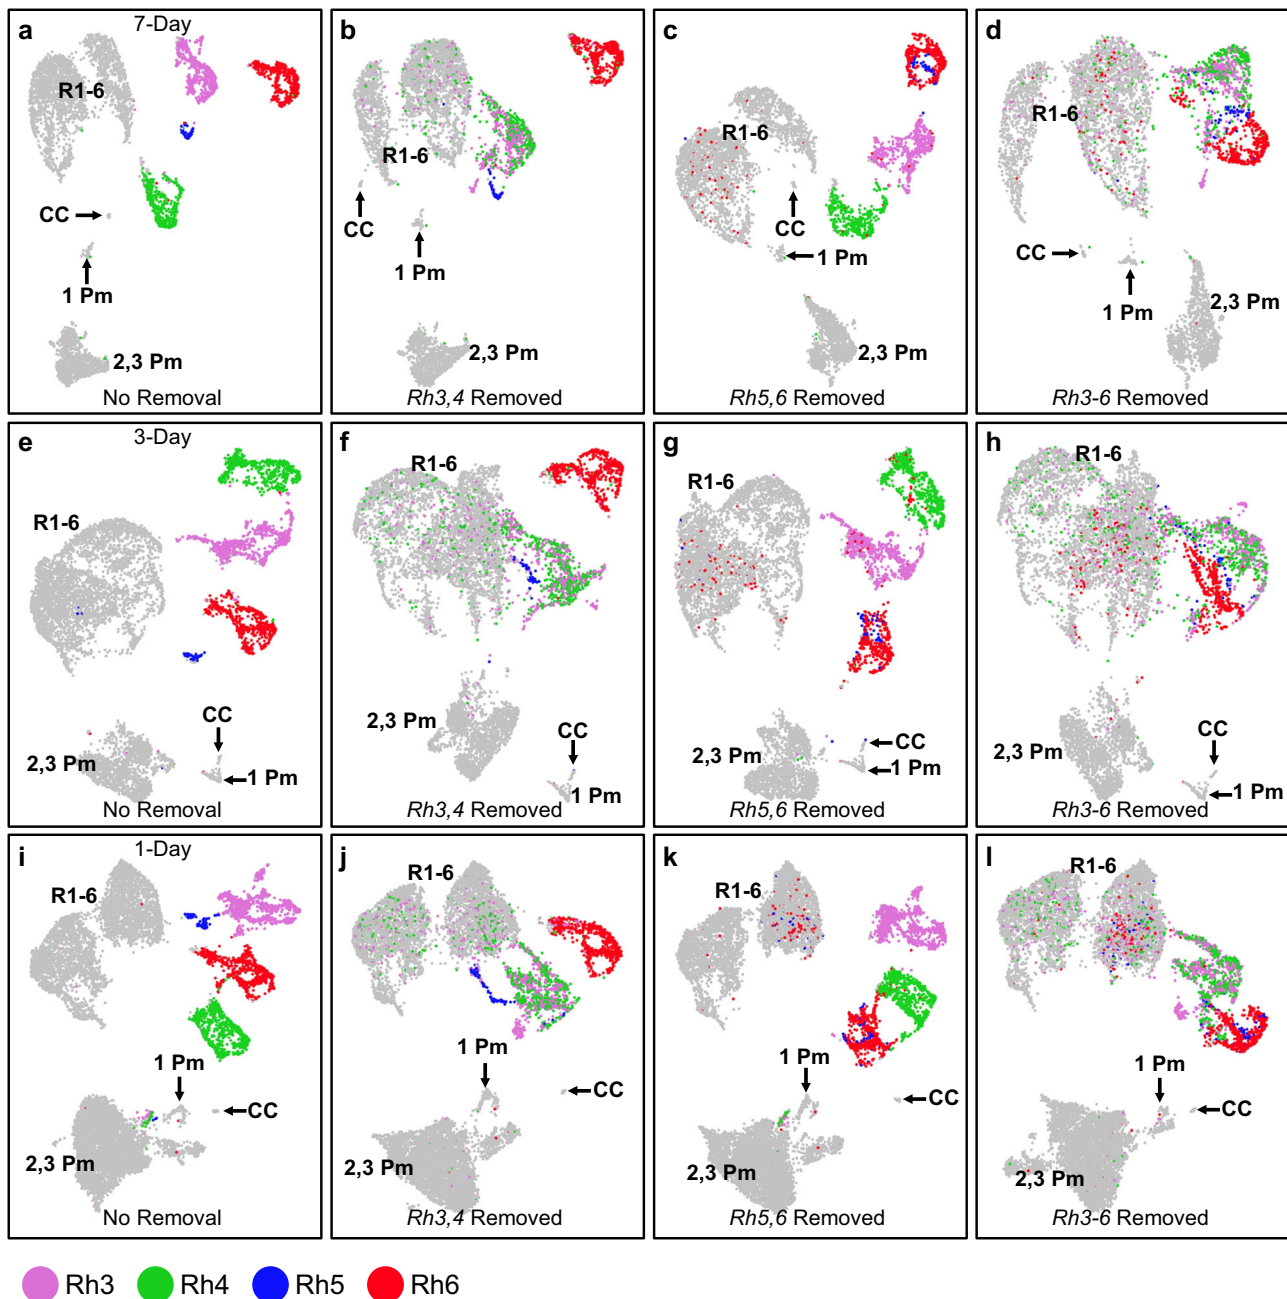 a 7-Day
R1-6
CC
1 Pm
2,3 Pm
No Removal
b
R1-6
CC
1 Pm
2,3 Pm
Rh3,4 Removed
c
R1-6
CC
1 Pm
2,3 Pm
Rh5,6 Removed
d
R1-6
CC
1 Pm
2,3 Pm
Rh3-6 Removed
e 3-Day
R1-6
CC
2,3 Pm
1 Pm
No Removal
f
R1-6
2,3 Pm
CC
1 Pm
Rh3,4 Removed
g
R1-6
2,3 Pm
CC
1 Pm
Rh5,6 Removed
h
R1-6
2,3 Pm
CC
1 Pm
Rh3-6 Removed
i 1-Day
R1-6
1 Pm
CC
2,3 Pm
No Removal
j
R1-6
1 Pm
CC
2,3 Pm
Rh3,4 Removed
k
R1-6
1 Pm
CC
2,3 Pm
Rh5,6 Removed
l
R1-6
1 Pm
CC
2,3 Pm
Rh3-6 Removed
Rh3 Rh4 Rh5 Rh6